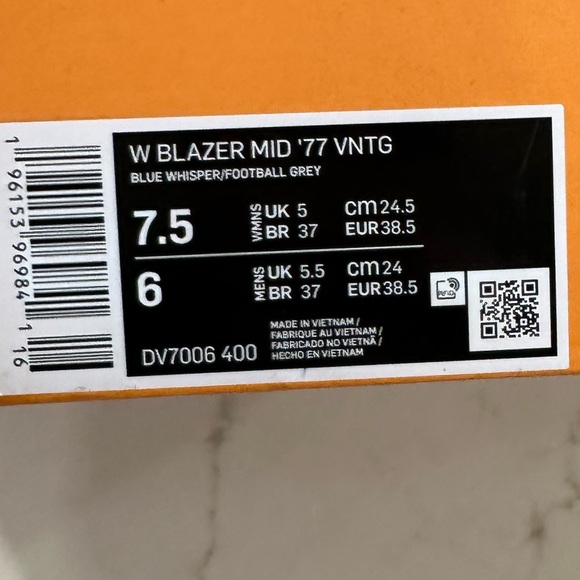 W BLAZER MID '77 VNTG
BLUE WHISPER/FOOTBALL GREY
7.5 WMNS UK 5 cm 24.5
BR 37 EUR 38.5
6 MENS UK 5.5 cm 24
BR 37 EUR 38.5
DV7006 400
MADE IN VIETNAM /
FABRIQUE AU VIETNAM /
FABRICADO NO VIETNÃ /
HECHO EN VIETNAM
RFID
1 96153 96984 1 16